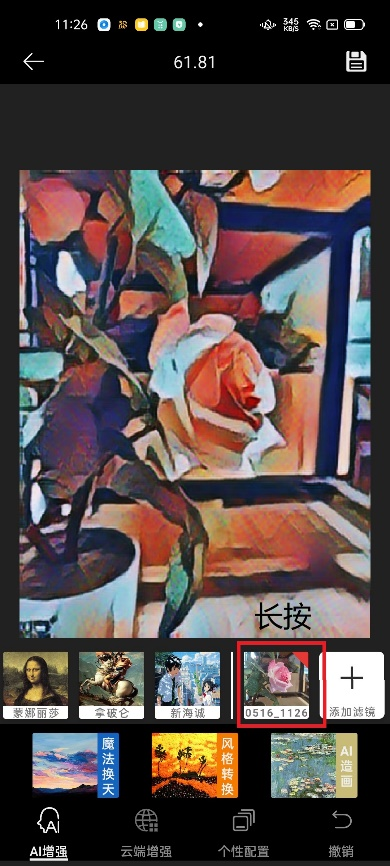 11:26
345
KB/S
61.81
长按
蒙娜丽莎
拿破仑
新海诚
0516_1126
添加滤镜
魔法换天
风格转换
AI造画
AI增强
云端增强
个性配置
撤销